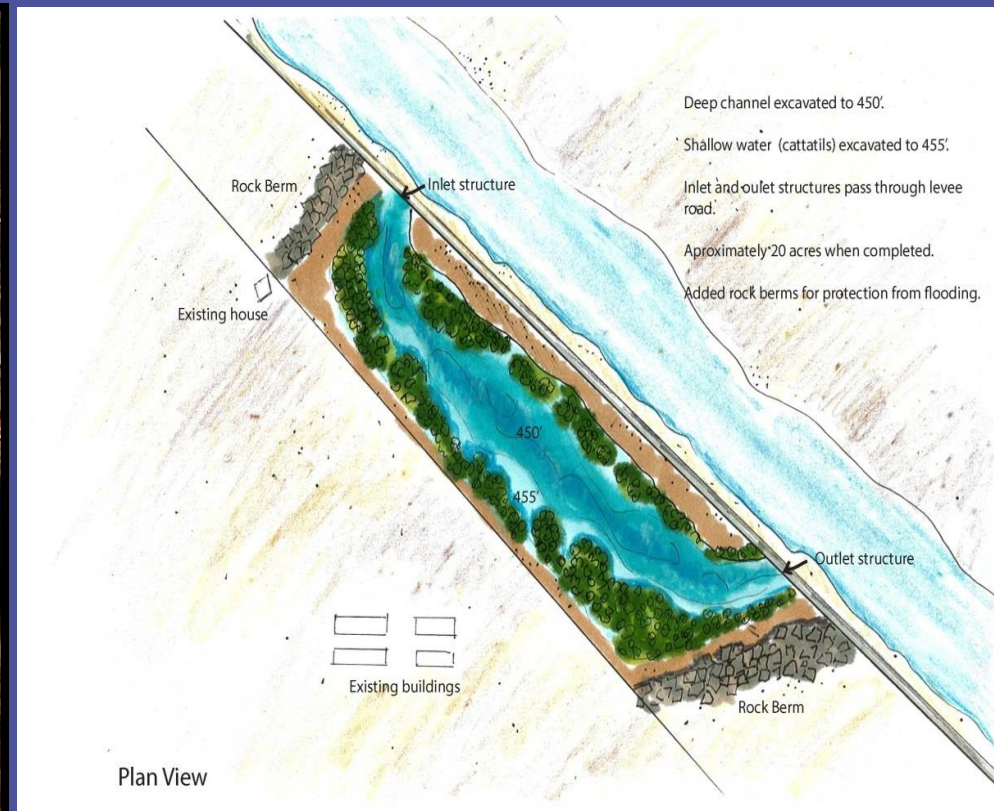 Deep channel excavated to 450'.
Shallow water (cattatils) excavated to 455'.
Inlet and oulet structures pass through levee
road.
Aproximately 20 acres when completed.
Added rock berms for protection from flooding.
Rock Berm
Inlet structure
Existing house
450'
455'
Outlet structure
Existing buildings
Rock Berm
Plan View